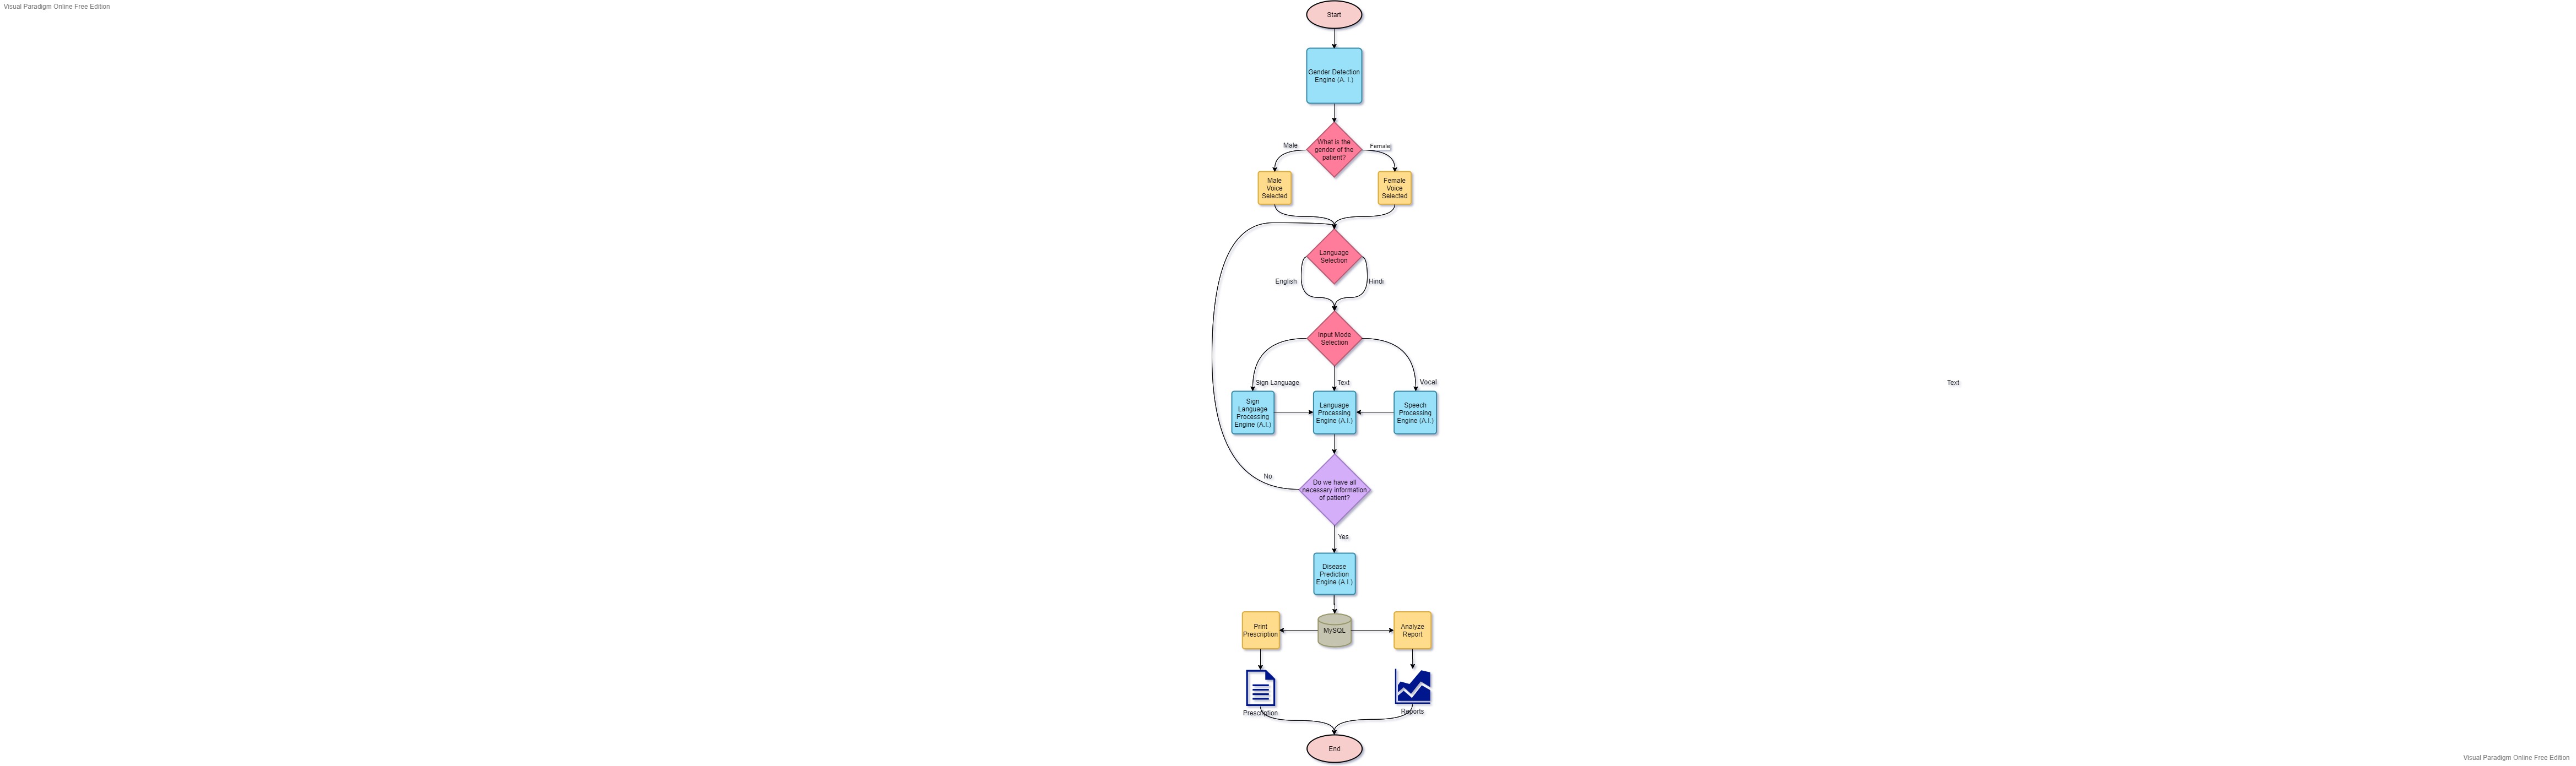 Visual Paradigm Online Free Edition
Start
Gender Detection
Engine (A. I.)
What is the
gender of the
patient?
Male
Female
Male
Voice
Selected
Female
Voice
Selected
Language
Selection
English
Hindi
Input Mode
Selection
Sign Language
Text
Vocal
Text
Sign
Language
Processing
Engine (A.I.)
Language
Processing
Engine (A.I.)
Speech
Processing
Engine (A.I.)
No
Do we have all
necessary information
of patient?
Yes
Disease
Prediction
Engine (A.I.)
Print
Prescription
MySQL
Analyze
Report
Prescription
Reports
End
Visual Paradigm Online Free Edition